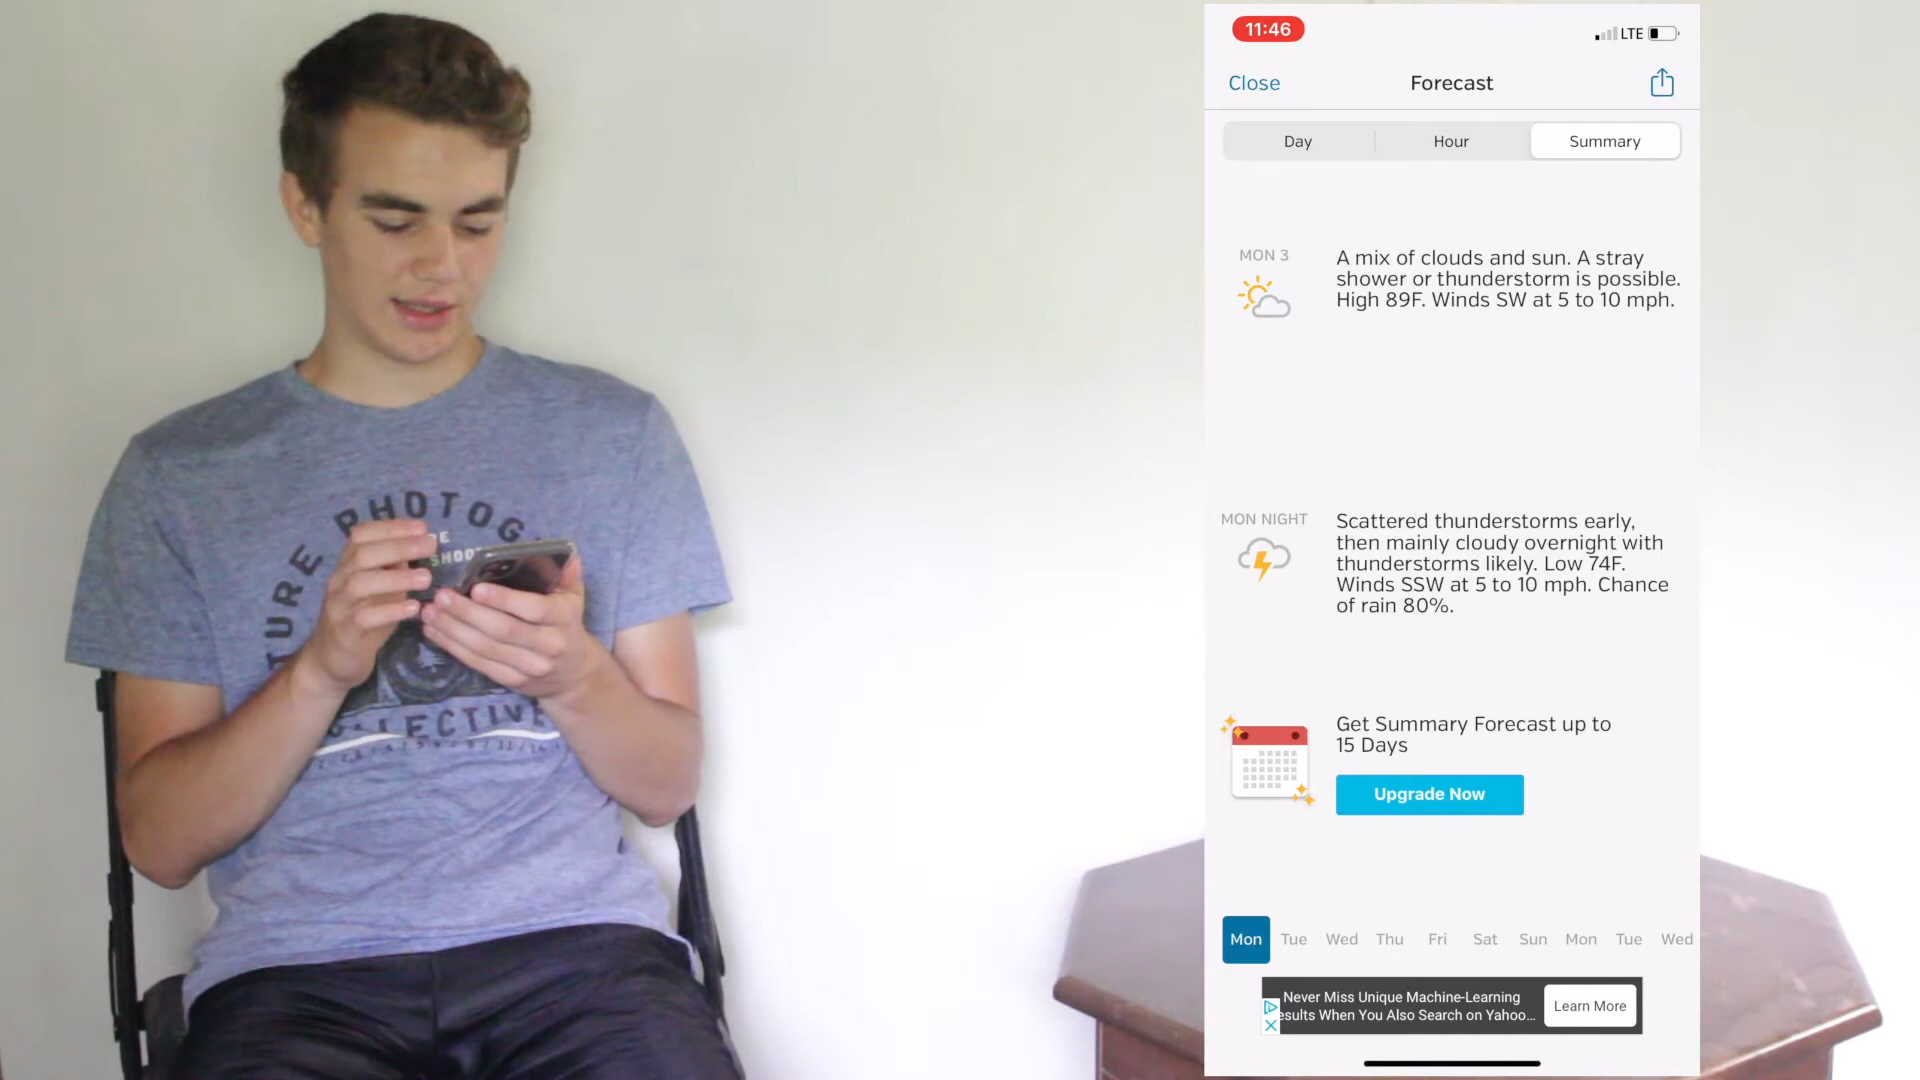 11:46
LTE
Close
Forecast
Day
Hour
Summary
MON 3
A mix of clouds and sun. A stray
shower or thunderstorm is possible.
High 89F. Winds SW at 5 to 10 mph.
MON NIGHT
Scattered thunderstorms early,
then mainly cloudy overnight with
thunderstorms likely. Low 74F.
Winds SSW at 5 to 10 mph. Chance
of rain 80%.
Get Summary Forecast up to
15 Days
Upgrade Now
Mon Tue Wed Thu Fri Sat Sun Mon Tue Wed
Never Miss Unique Machine-Learning
esults When You Also Search on Yahoo...
Learn More
TURE PHOTOG
SHOO
LECTIVE